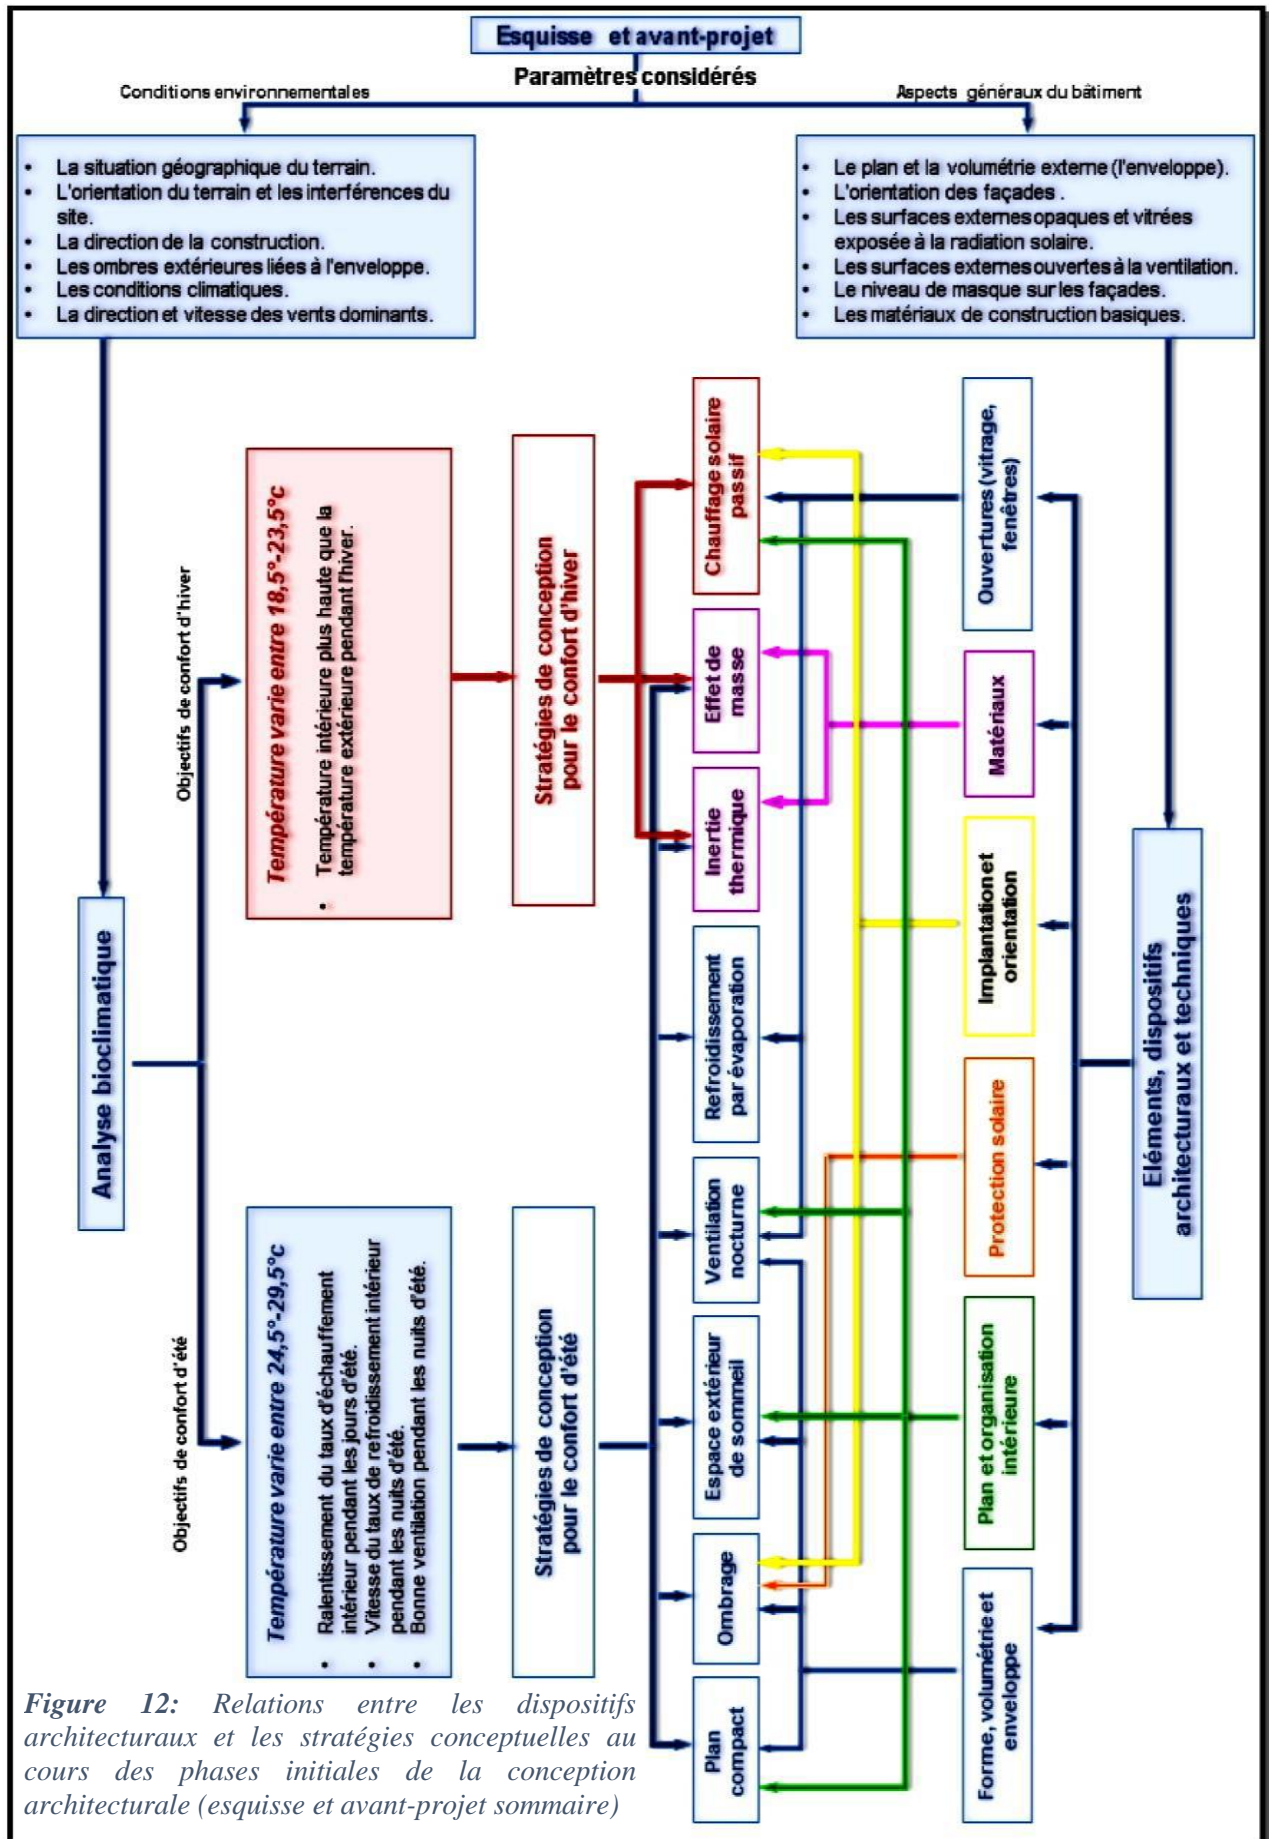 Esquisse et avant-projet
Paramètres considérés
Conditions environnementales
Aspects généraux du bâtiment
• La situation géographique du terrain.
• L'orientation du terrain et les interférences du
site.
• La direction de la construction.
• Les ombres extérieures liées à l'enveloppe.
• Les conditions climatiques.
• La direction et vitesse des vents dominants.
• Le plan et la volumétrie externe (l'enveloppe).
• L'orientation des façades .
• Les surfaces externes opaques et vitrées
exposée à la radiation solaire.
• Les surfaces externes ouvertes à la ventilation.
• Le niveau de masque sur les façades.
• Les matériaux de construction basiques.
Analyse bioclimatique
Objectifs de confort d'hiver
Température varie entre 18,5°-23,5°c
• Température intérieure plus haute que la
température extérieure pendant l'hiver.
Stratégies de conception
pour le confort d'hiver
Objectifs de confort d'été
Température varie entre 24,5°-29,5°c
• Ralentissement du taux d'échauffement
intérieur pendant les jours d'été.
• Vitesse du taux de refroidissement intérieur
pendant les nuits d'été.
• Bonne ventilation pendant les nuits d'été.
Stratégies de conception
pour le confort d'été
Chauffage solaire
passif
Effet de
masse
Inertie
thermique
Refroidissement
par évaporation
Ventilation
nocturne
Espace extérieur
de sommeil
Ombrage
Plan
compact
Ouvertures (vitrage,
fenêtres)
Matériaux
Implantation et
orientation
Protection solaire
Plan et organisation
intérieure
Forme, volumétrie et
enveloppe
Eléments, dispositifs
architecturaux et techniques
Figure 12: Relations entre les dispositifs
architecturaux et les stratégies conceptuelles au
cours des phases initiales de la conception
architecturale (esquisse et avant-projet sommaire)